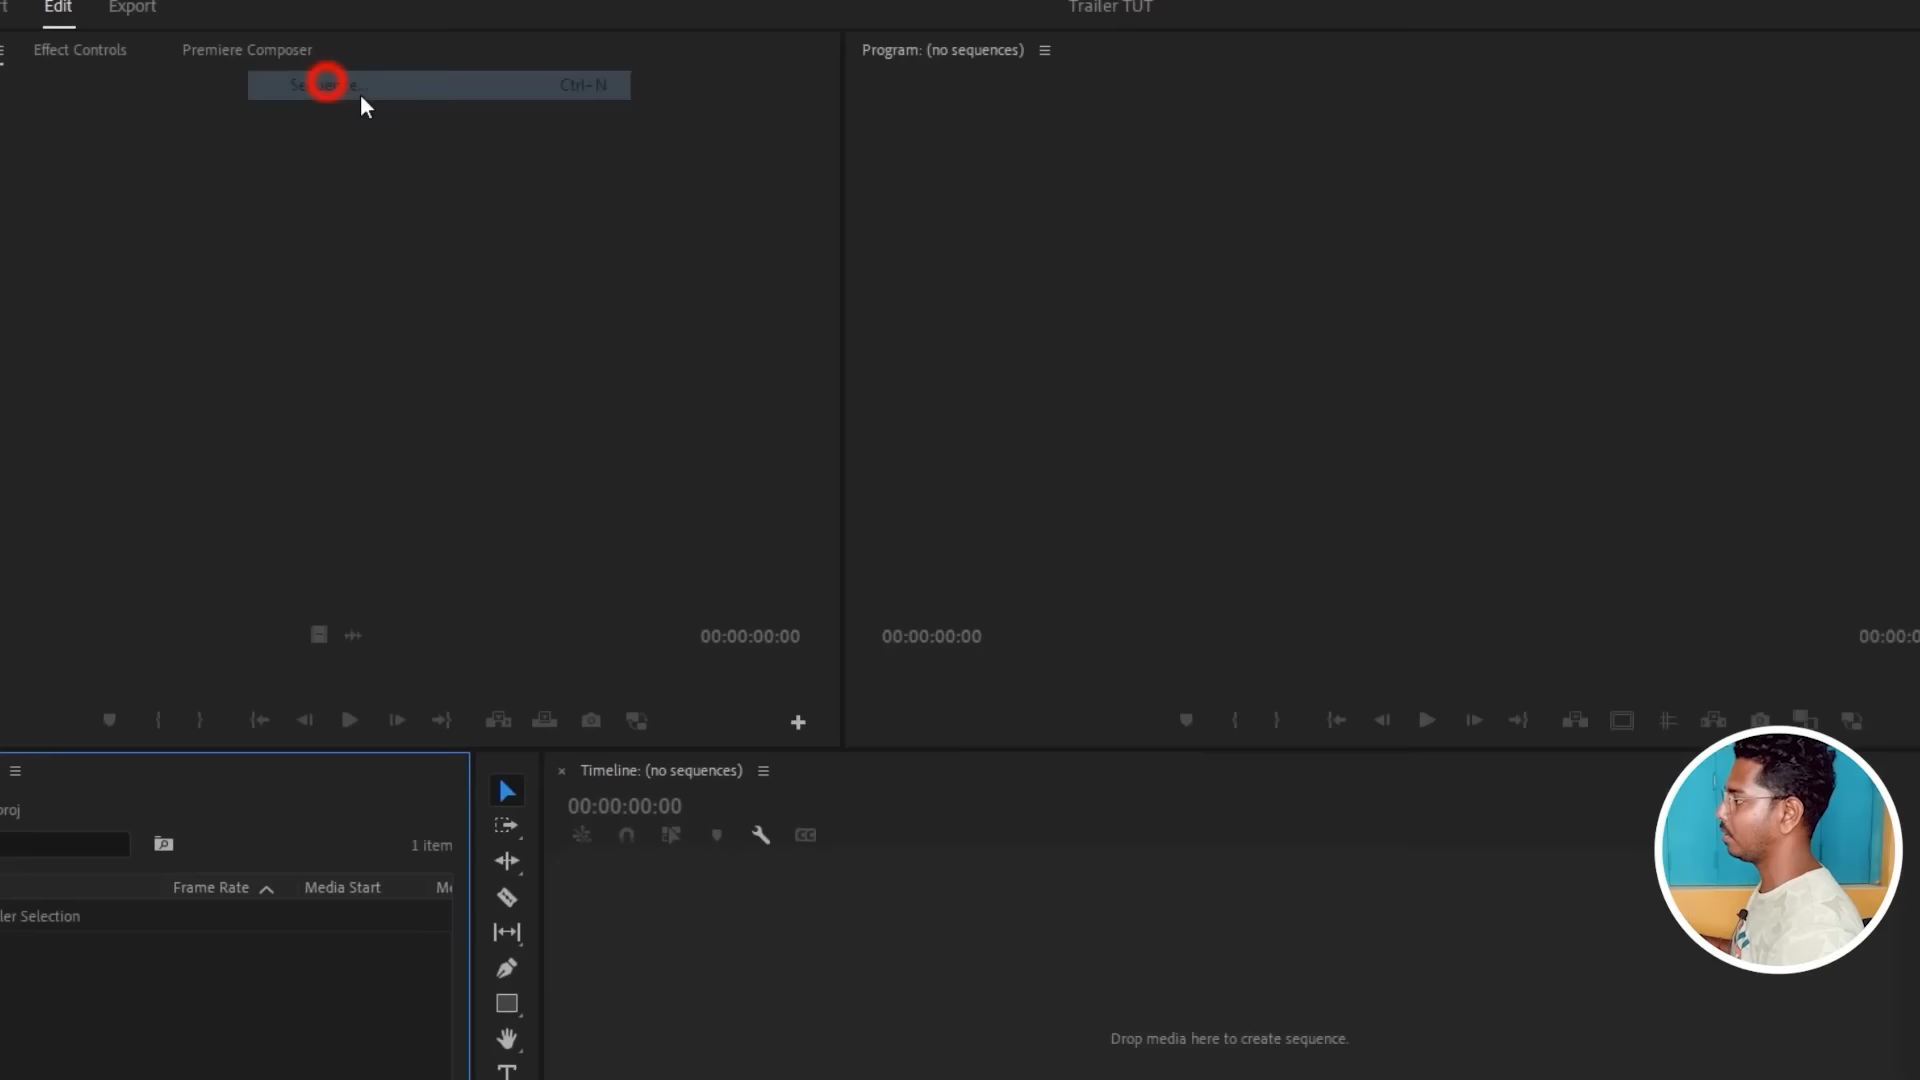 Edit
Export
Trailer TUT
Effect Controls
Premiere Composer
Program: (no sequences)
Ctrl+N
00:00:00:00
00:00:00:00
Timeline: (no sequences)
00:00:00:00
1 item
Frame Rate
Media Start
Selection
Drop media here to create sequence.